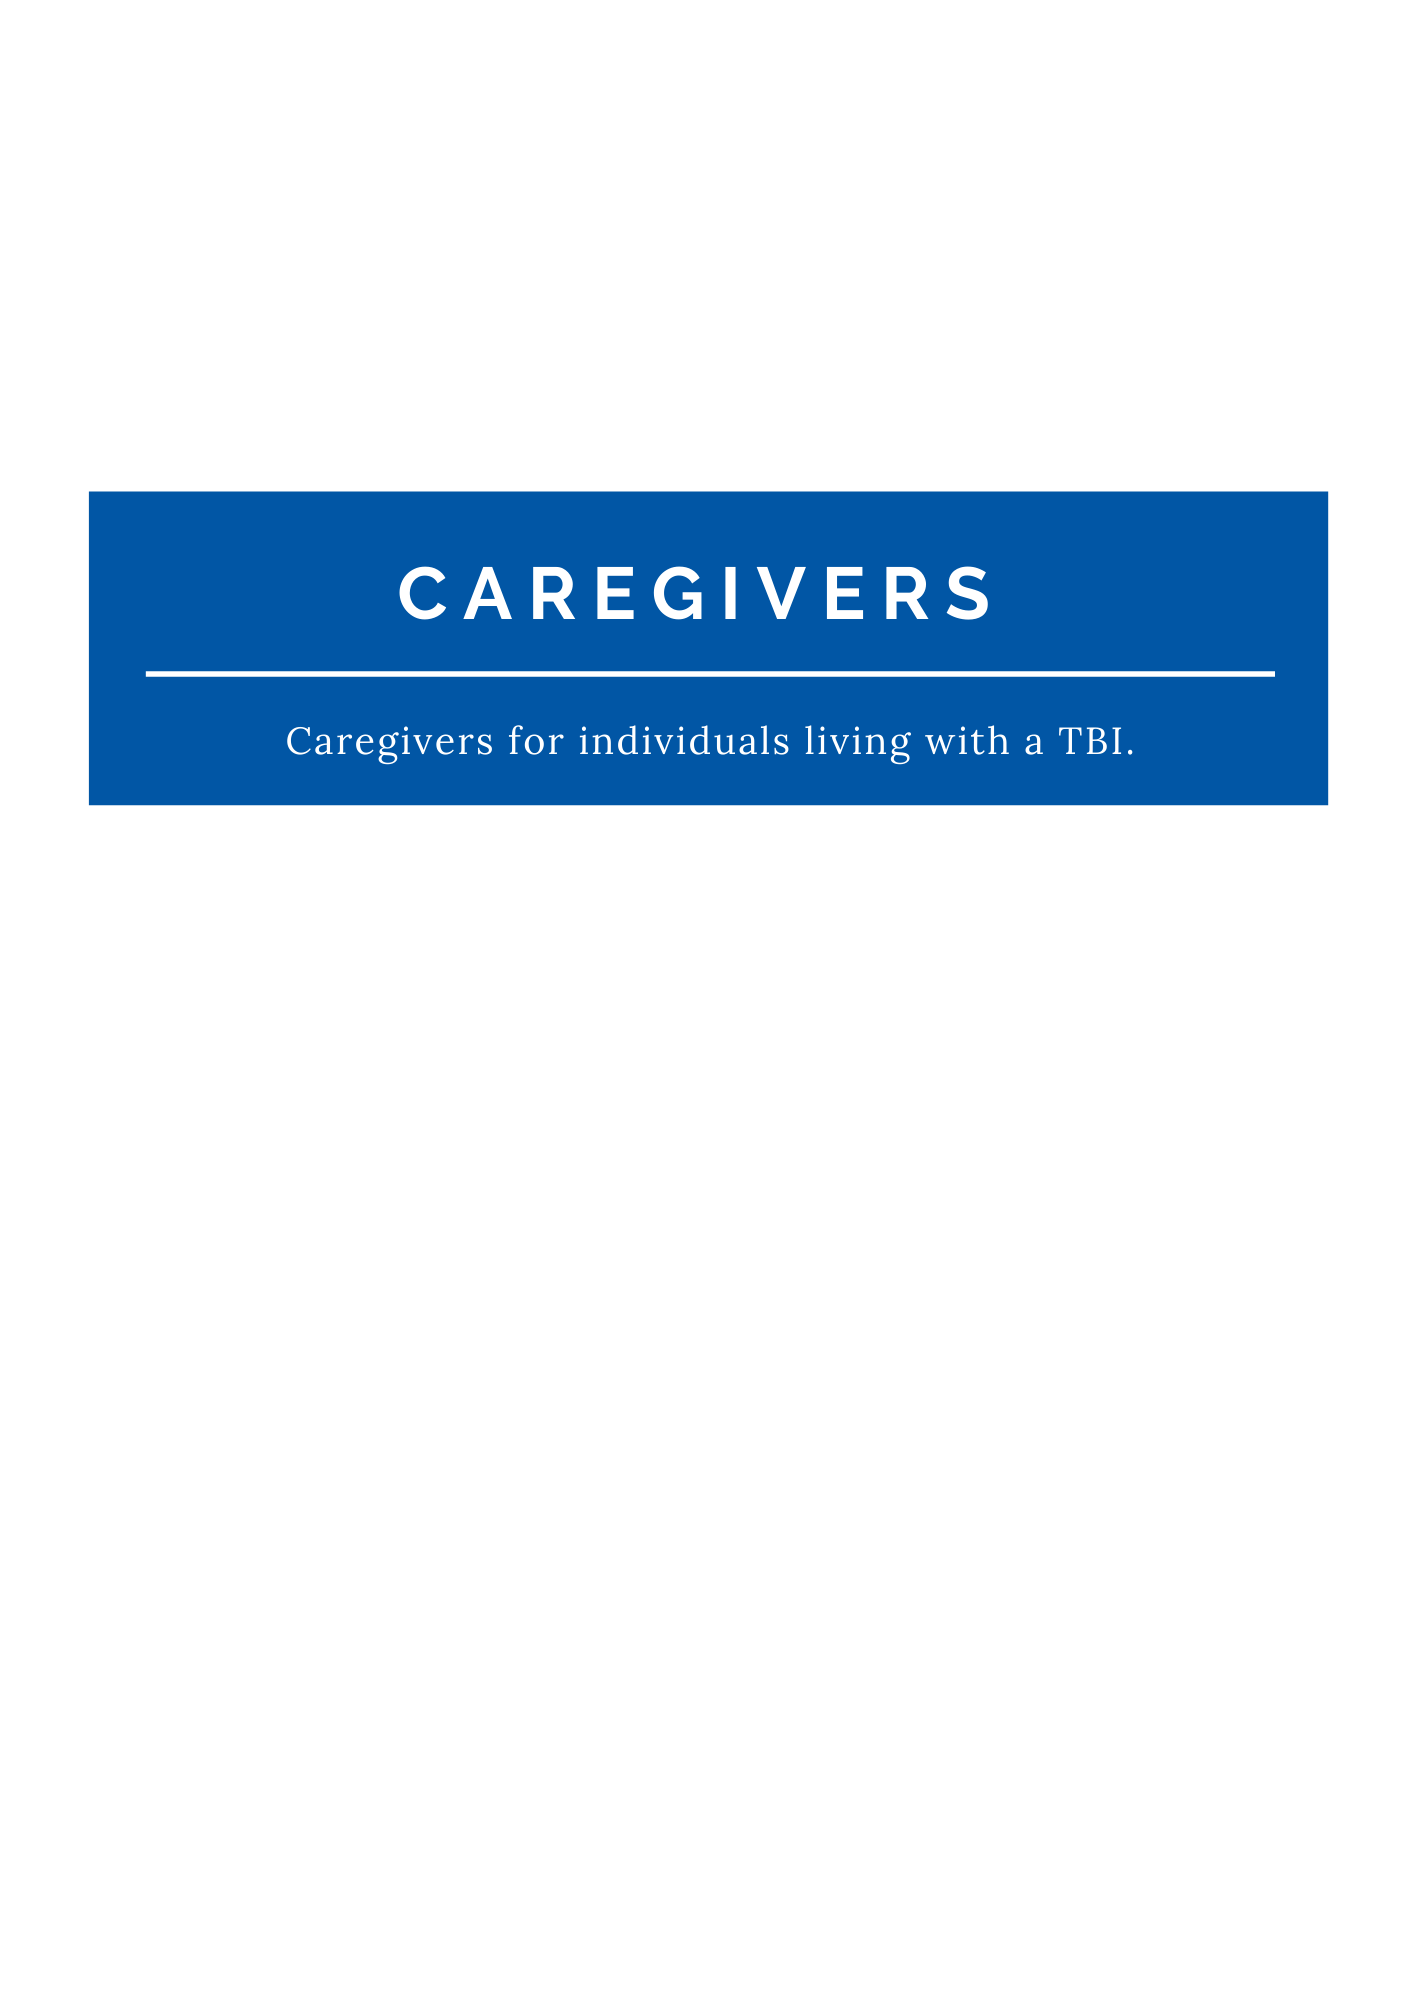 CAREGIVERS
Caregivers for individuals living with a TBI.